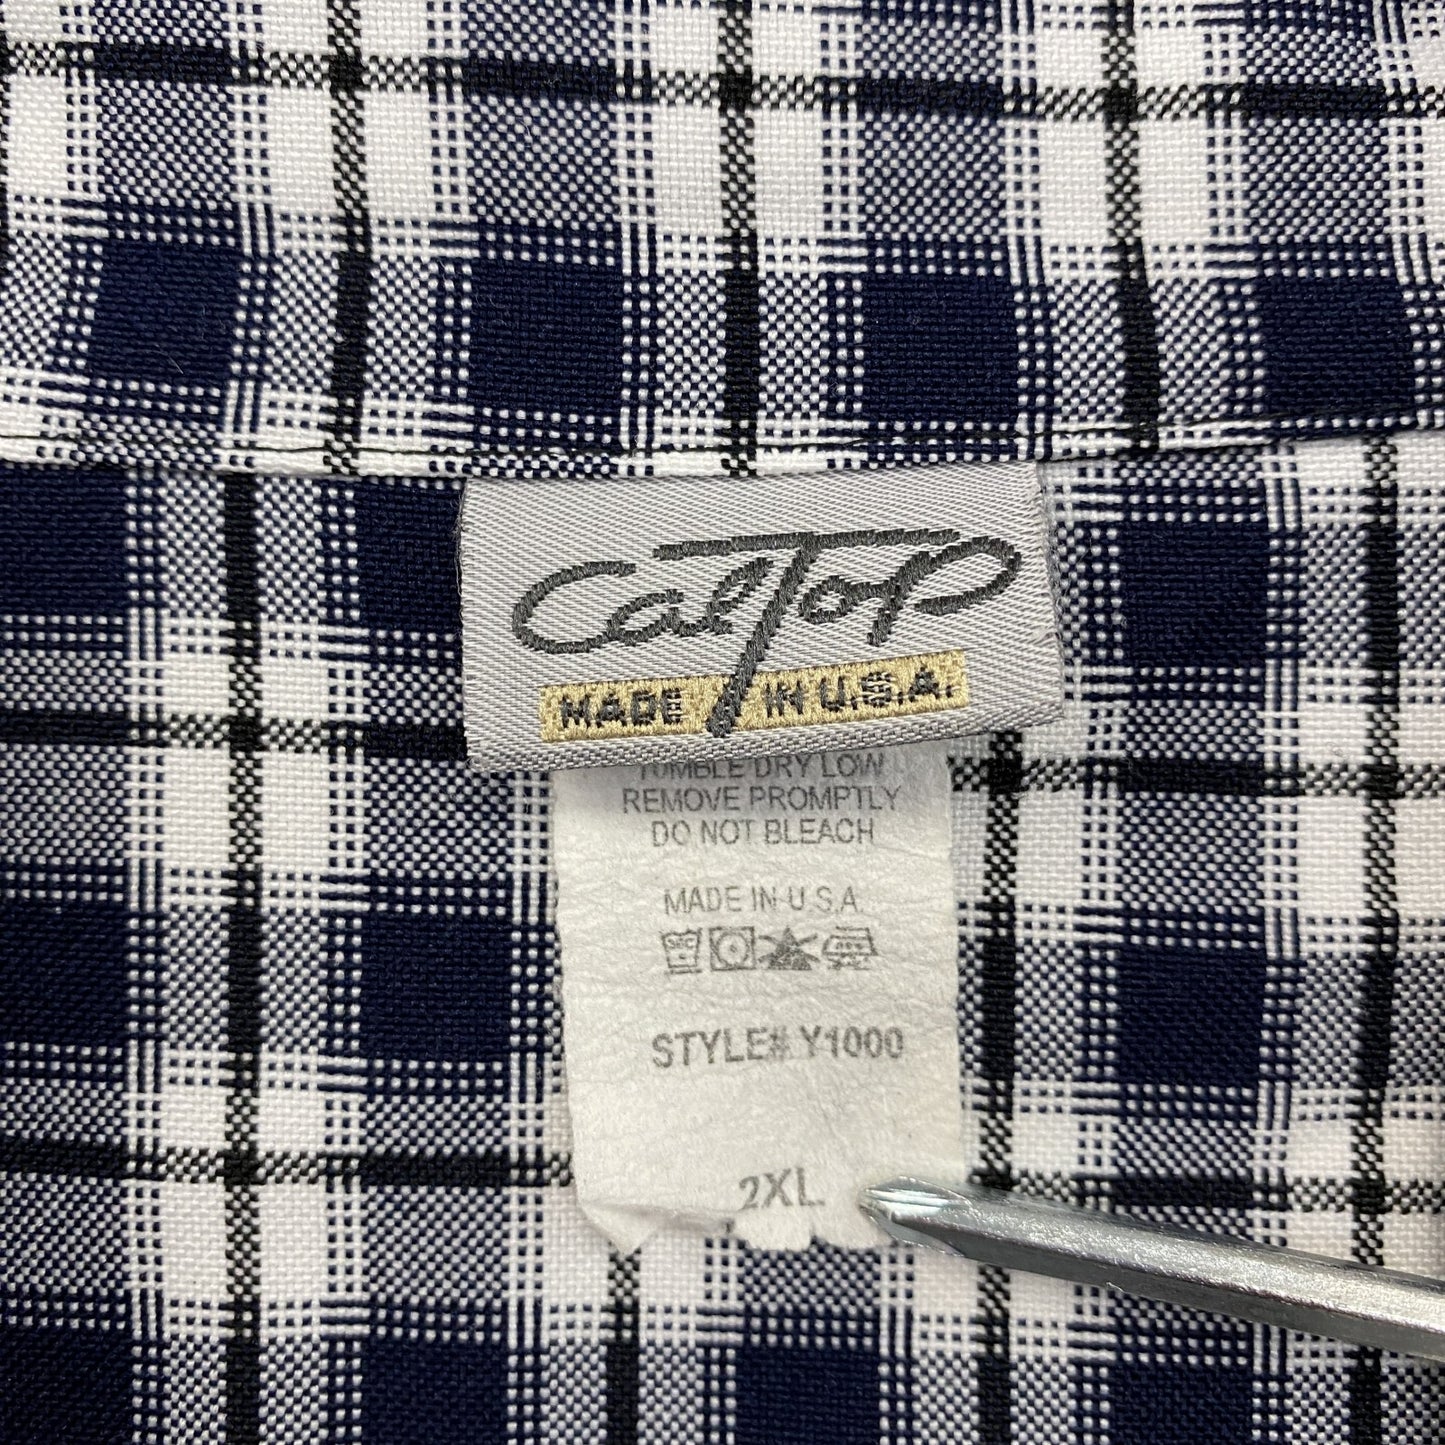 CalTop
MADE IN U.S.A.
TUMBLE DRY LOW
REMOVE PROMPTLY
DO NOT BLEACH
MADE IN U.S.A.
STYLE# Y1000
2XL